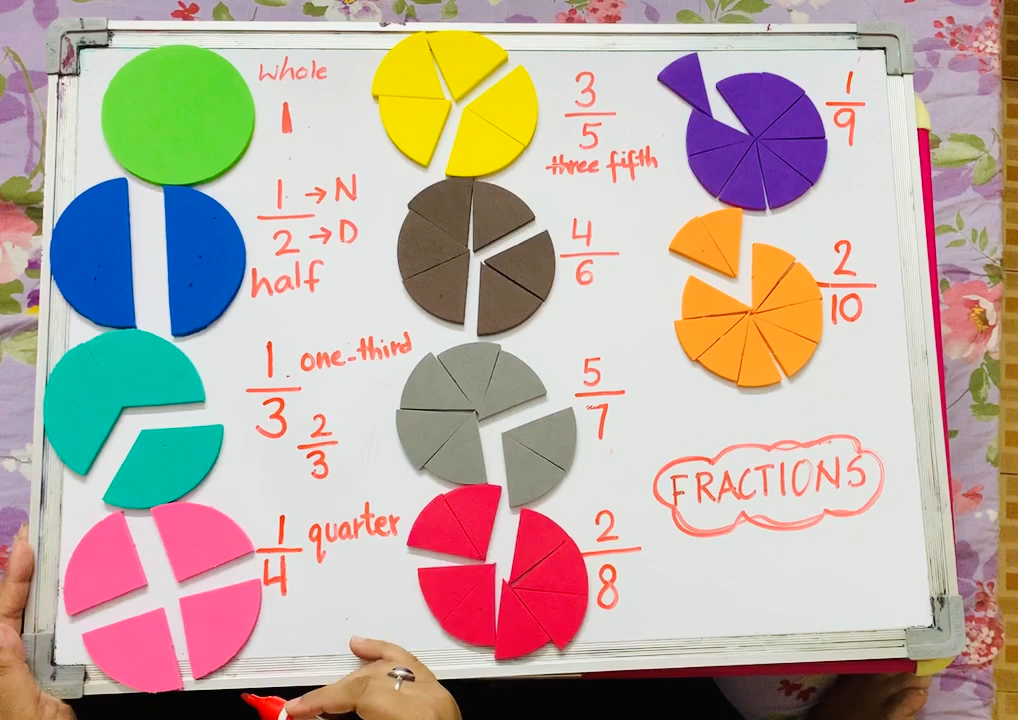 whole
1
1 → N
2 → D
half
1 one-third
3
2
3
1 quarter
4
3
5
three fifth
4
6
5
7
2
8
1
9
2
10
FRACTIONS